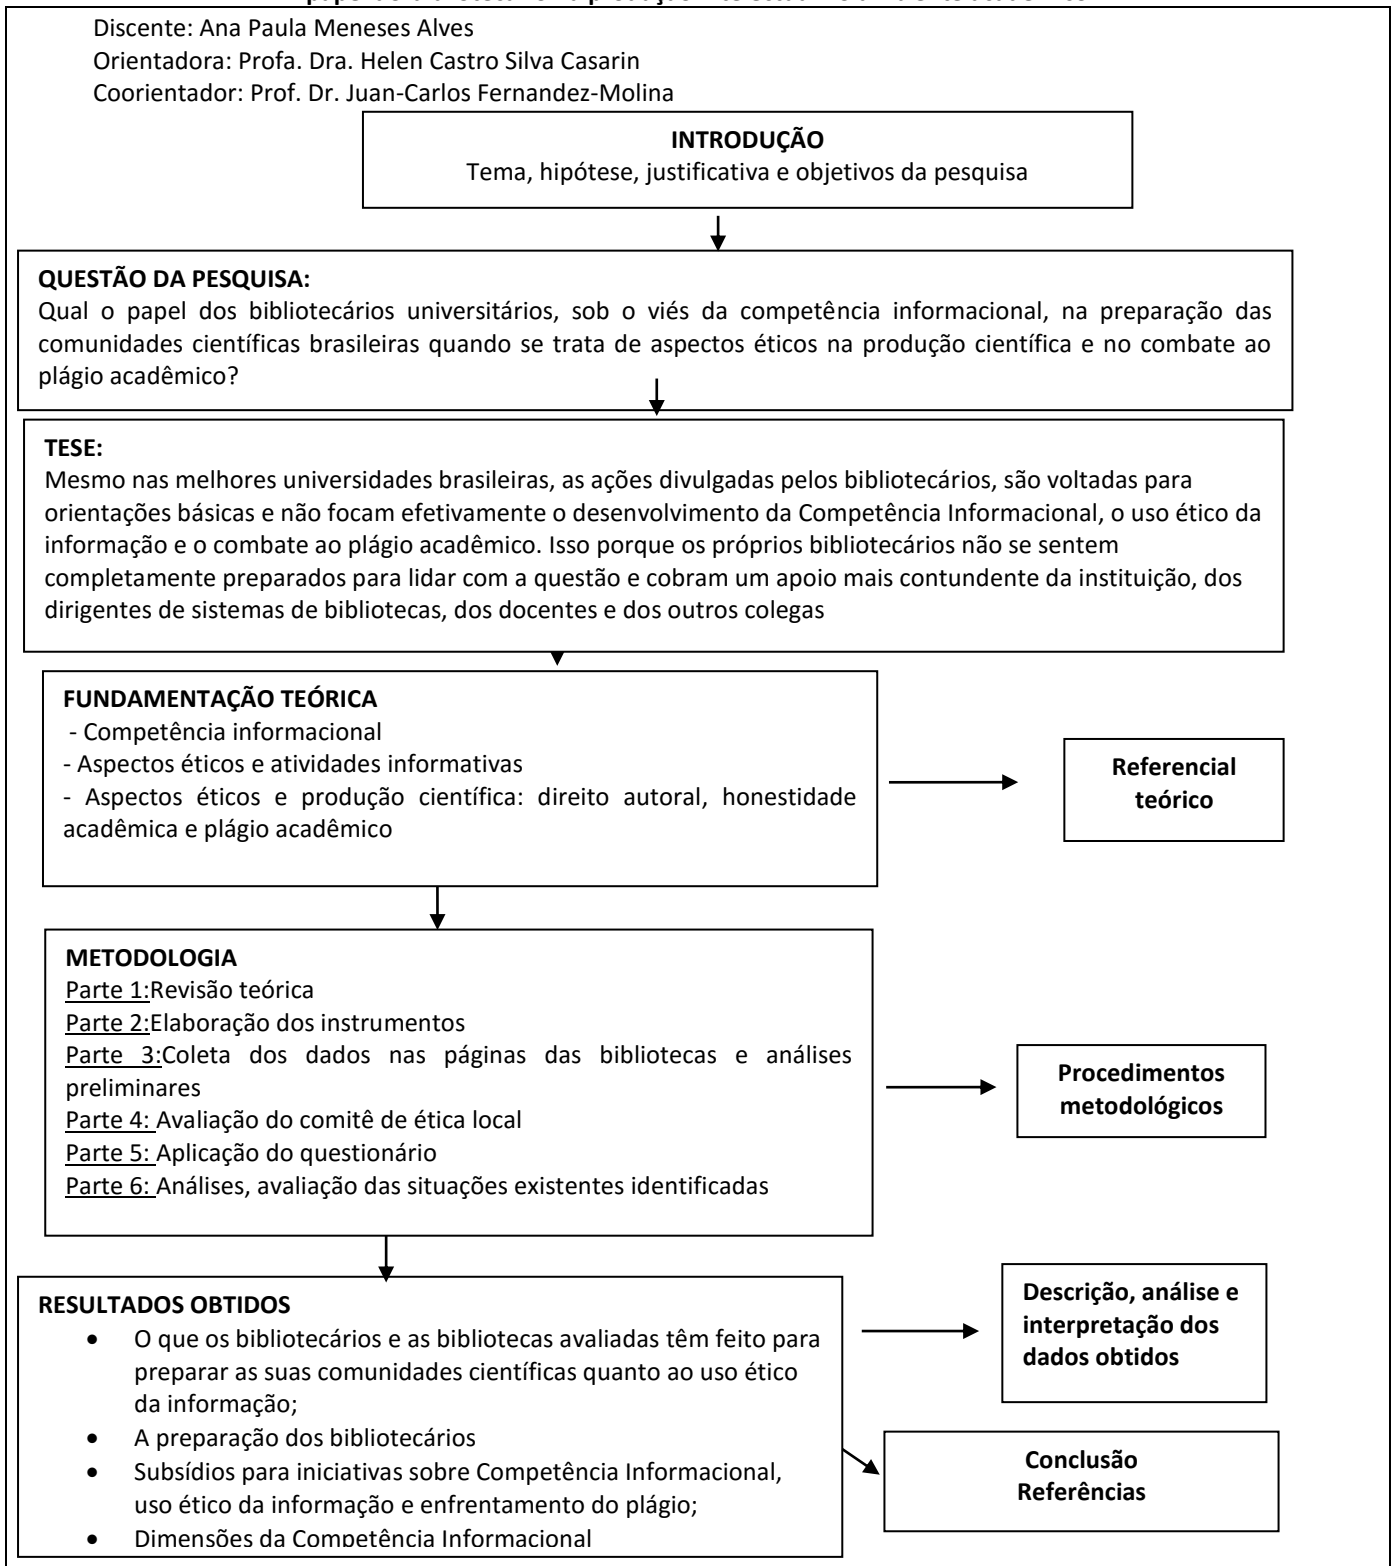 Discente: Ana Paula Meneses Alves
Orientadora: Profa. Dra. Helen Castro Silva Casarin
Coorientador: Prof. Dr. Juan-Carlos Fernandez-Molina
INTRODUÇÃO
Tema, hipótese, justificativa e objetivos da pesquisa
QUESTÃO DA PESQUISA:
Qual o papel dos bibliotecários universitários, sob o viés da competência informacional, na preparação das
comunidades científicas brasileiras quando se trata de aspectos éticos na produção científica e no combate ao
plágio acadêmico?
TESE:
Mesmo nas melhores universidades brasileiras, as ações divulgadas pelos bibliotecários, são voltadas para
orientações básicas e não focam efetivamente o desenvolvimento da Competência Informacional, o uso ético da
informação e o combate ao plágio acadêmico. Isso porque os próprios bibliotecários não se sentem
completamente preparados para lidar com a questão e cobram um apoio mais contundente da instituição, dos
dirigentes de sistemas de bibliotecas, dos docentes e dos outros colegas
FUNDAMENTAÇÃO TEÓRICA
- Competência informacional
- Aspectos éticos e atividades informativas
- Aspectos éticos e produção científica: direito autoral, honestidade
acadêmica e plágio acadêmico
Referencial
teórico
METODOLOGIA
Parte 1:Revisão teórica
Parte 2:Elaboração dos instrumentos
Parte 3:Coleta dos dados nas páginas das bibliotecas e análises
preliminares
Parte 4: Avaliação do comitê de ética local
Parte 5: Aplicação do questionário
Parte 6: Análises, avaliação das situações existentes identificadas
Procedimentos
metodológicos
RESULTADOS OBTIDOS
• O que os bibliotecários e as bibliotecas avaliadas têm feito para
preparar as suas comunidades científicas quanto ao uso ético
da informação;
• A preparação dos bibliotecários
• Subsídios para iniciativas sobre Competência Informacional,
uso ético da informação e enfrentamento do plágio;
• Dimensões da Competência Informacional
Descrição, análise e
interpretação dos
dados obtidos
Conclusão
Referências